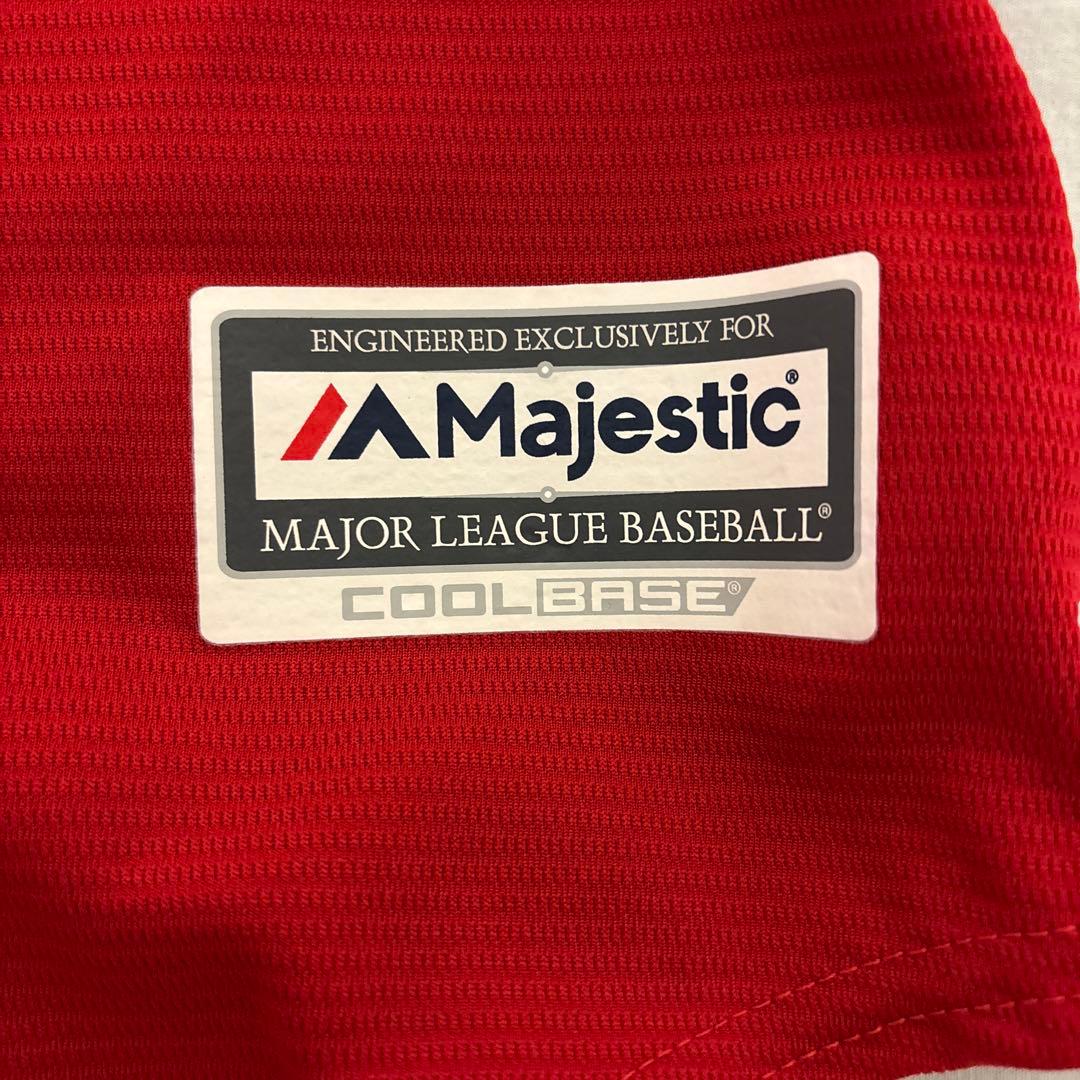 ENGINEERED EXCLUSIVELY FOR
Majestic®
MAJOR LEAGUE BASEBALL®
COOLBASE®